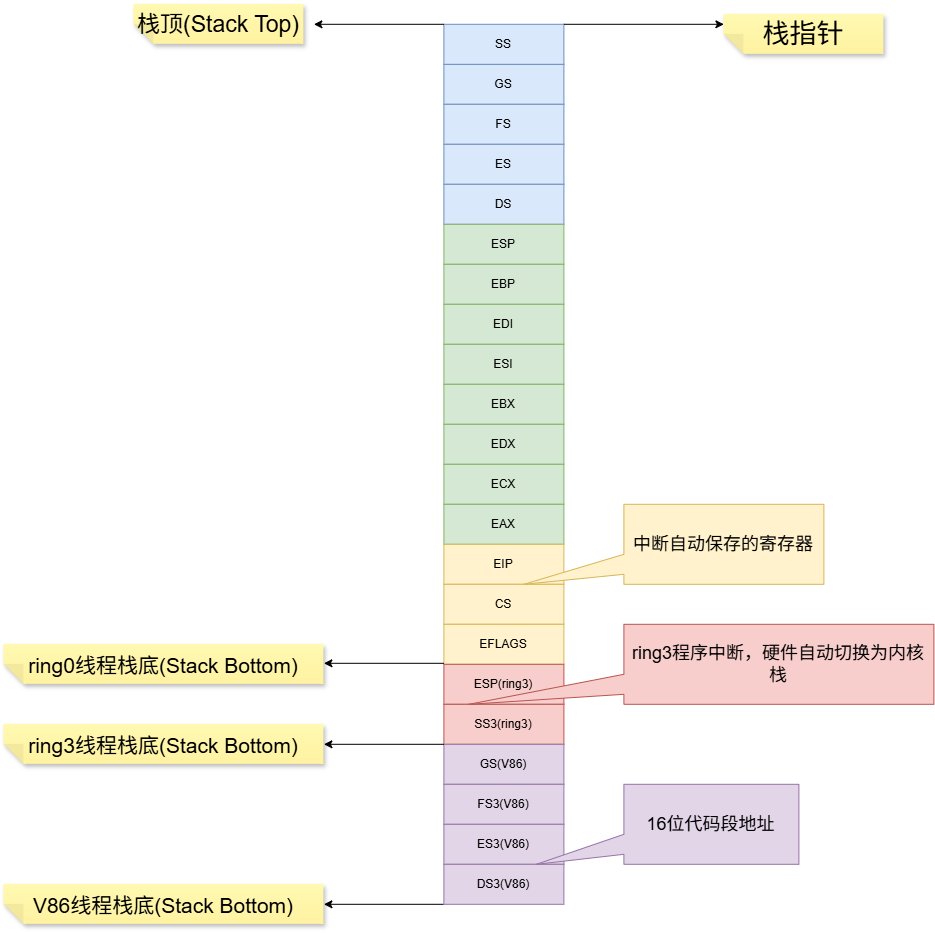 栈顶(Stack Top)
栈指针
SS
GS
FS
ES
DS
ESP
EBP
EDI
ESI
EBX
EDX
ECX
EAX
EIP
中断自动保存的寄存器
CS
EFLAGS
ring0线程栈底(Stack Bottom)
ring3程序中断，硬件自动切换为内核
栈
ESP(ring3)
SS3(ring3)
ring3线程栈底(Stack Bottom)
GS(V86)
FS3(V86)
16位代码段地址
ES3(V86)
DS3(V86)
V86线程栈底(Stack Bottom)